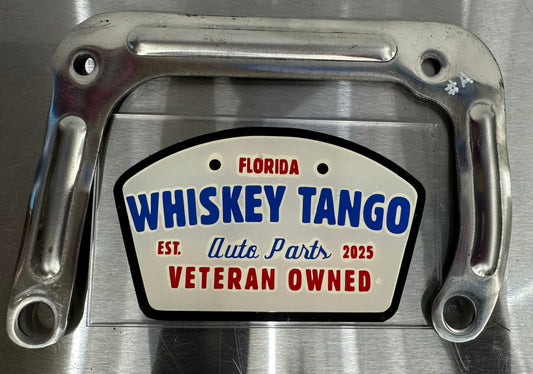 FLORIDA
WHISKEY TANGO
EST. Auto Parts 2025
VETERAN OWNED
#A